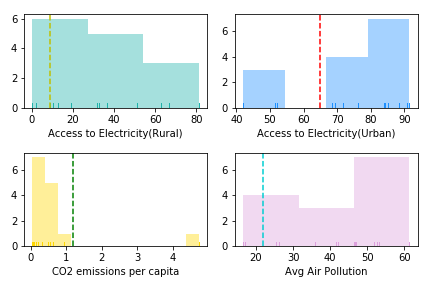 6
4
2
0
0 20 40 60 80
Access to Electricity(Rural)
6
4
2
0
40 50 60 70 80 90
Access to Electricity(Urban)
6
4
2
0
0 1 2 3 4
CO2 emissions per capita
6
4
2
0
20 30 40 50 60
Avg Air Pollution